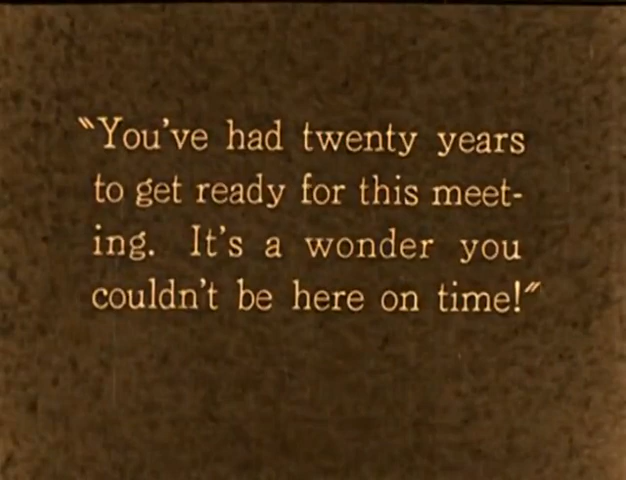 "You've had twenty years
to get ready for this meet-
ing. It's a wonder you
couldn't be here on time!"